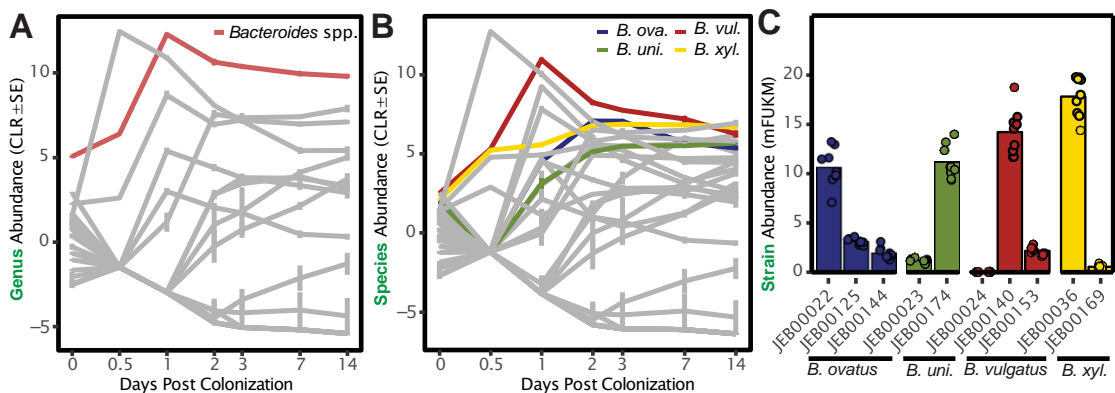 A
Bacteroides spp.
Genus Abundance (CLR±SE)
10
5
0
−5
0 0.5 1 2 3 7 14
Days Post Colonization
B
B. ova. B. vul.
B. uni. B. xyl.
Species Abundance (CLR±SE)
10
5
0
−5
0 0.5 1 2 3 7 14
Days Post Colonization
C
Strain Abundance (mFUKM)
20
15
10
5
0
JEB00022
JEB00125
JEB00144
JEB00023
JEB00174
JEB00024
JEB00140
JEB00153
JEB00036
JEB00169
B. ovatus B. uni. B. vulgatus B. xyl.